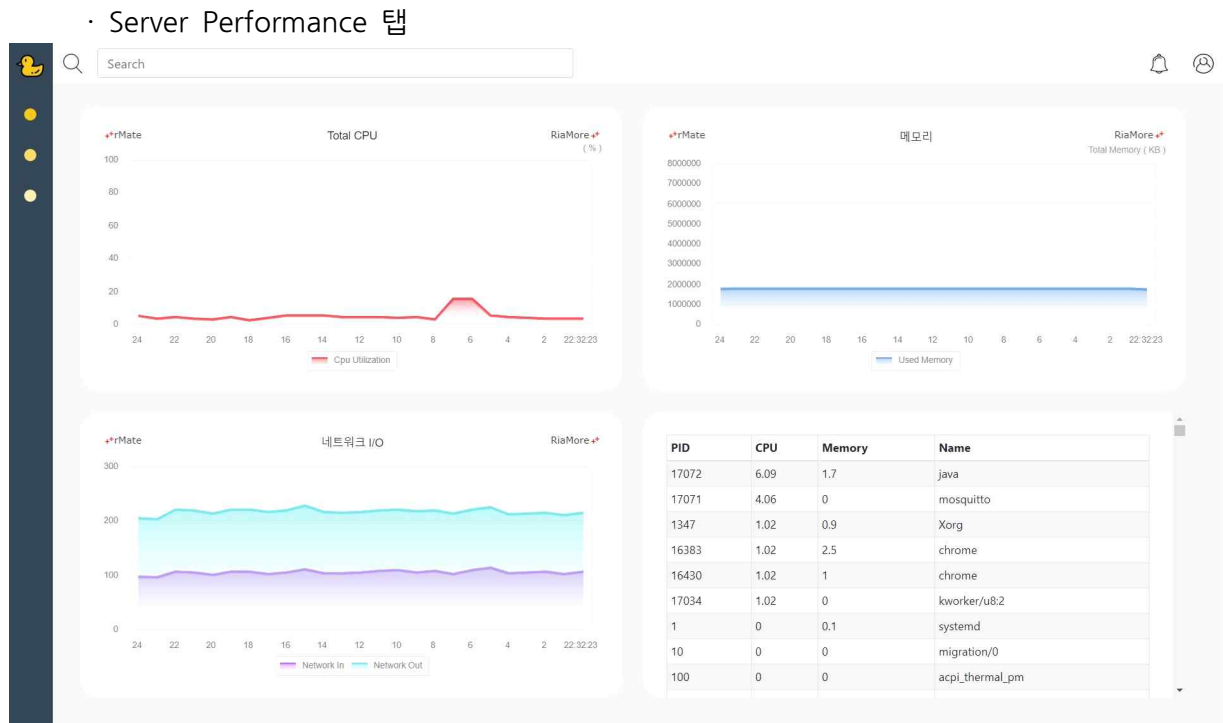 · Server Performance 탭
Search
rMate Total CPU RiaMore
( % )
100
80
60
40
20
0
24 22 20 18 16 14 12 10 8 6 4 2 22:32:23
Cpu Utilization
rMate 메모리 RiaMore
Total Memory ( KB )
8000000
7000000
6000000
5000000
4000000
3000000
2000000
1000000
0
24 22 20 18 16 14 12 10 8 6 4 2 22:32:23
Used Memory
rMate 네트워크 I/O RiaMore
300
200
100
0
24 22 20 18 16 14 12 10 8 6 4 2 22:32:23
Network In Network Out
PID CPU Memory Name
17072 6.09 1.7 java
17071 4.06 0 mosquitto
1347 1.02 0.9 Xorg
16383 1.02 2.5 chrome
16430 1.02 1 chrome
17034 1.02 0 kworker/u8:2
1 0 0.1 systemd
10 0 0 migration/0
100 0 0 acpi_thermal_pm